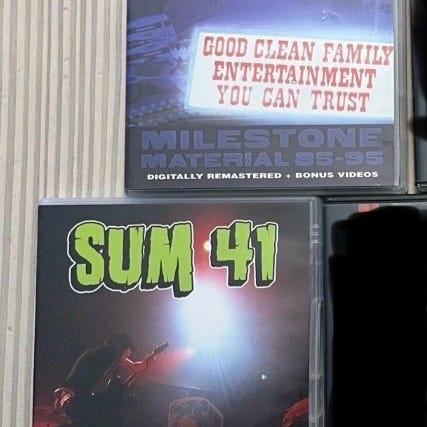 GOOD CLEAN FAMILY
ENTERTAINMENT
YOU CAN TRUST
MILESTONE
MATERIAL 85-95
DIGITALLY REMASTERED + BONUS VIDEOS
SUM 41